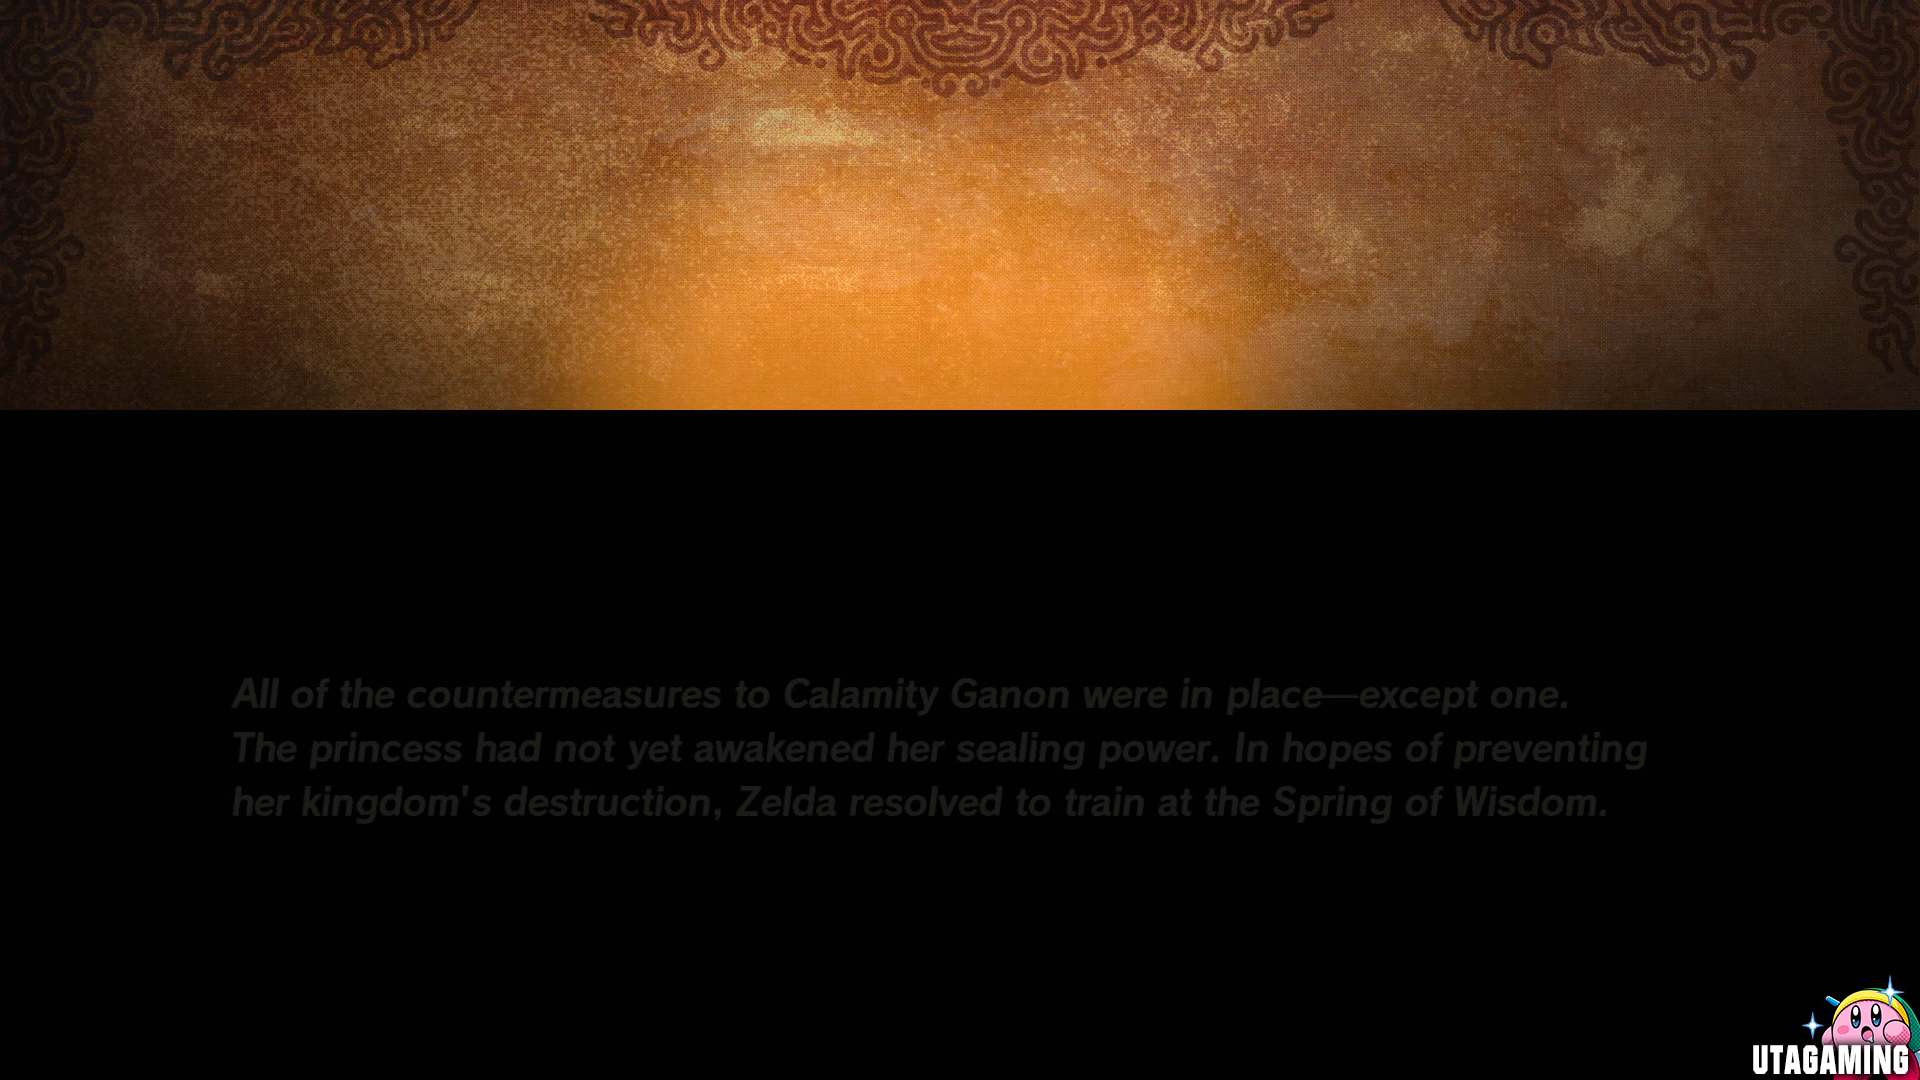 All of the countermeasures to Calamity Ganon were in place—except one.
The princess had not yet awakened her sealing power. In hopes of preventing
her kingdom's destruction, Zelda resolved to train at the Spring of Wisdom.
UTAGAMING